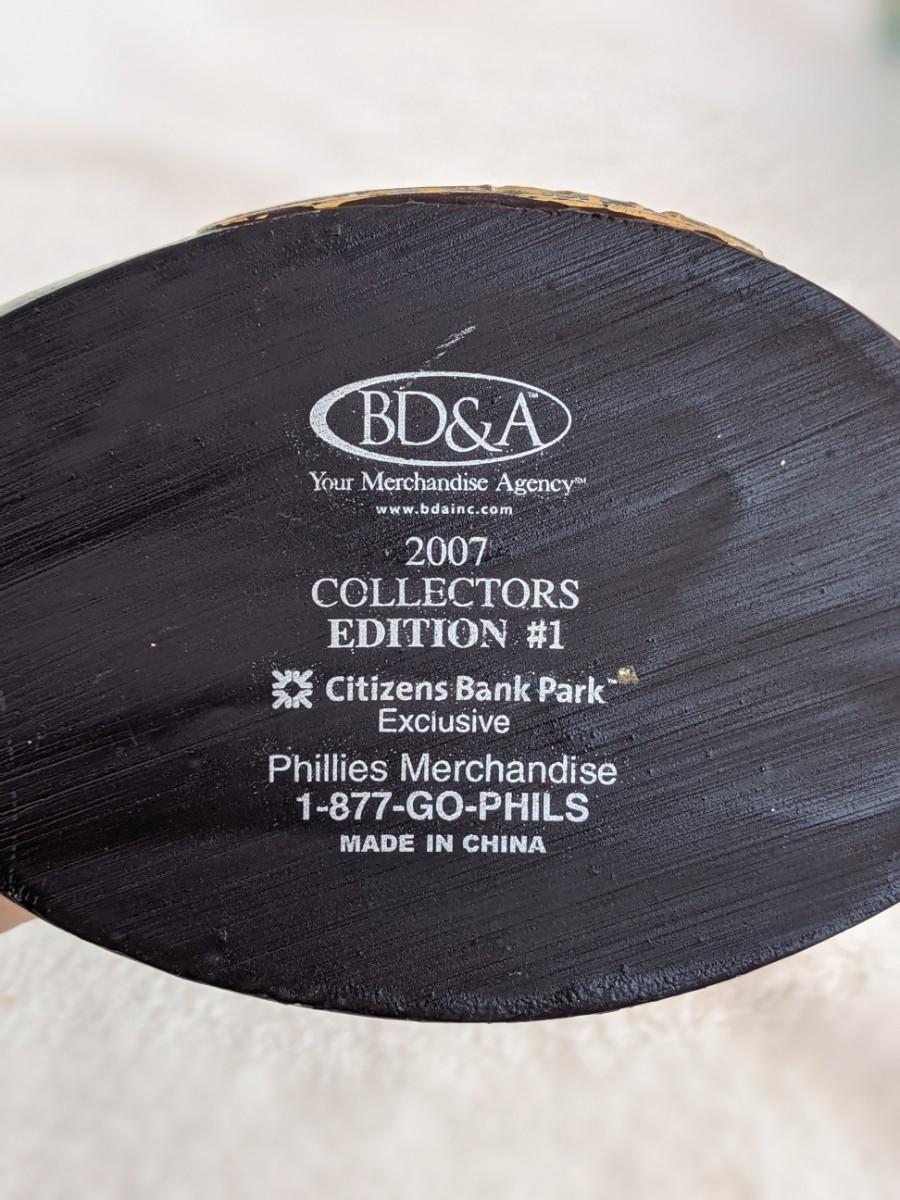 BD&A™
Your Merchandise Agency℠
www.bdainc.com
2007
COLLECTORS
EDITION #1
Citizens Bank Park™
Exclusive
Phillies Merchandise
1-877-GO-PHILS
MADE IN CHINA